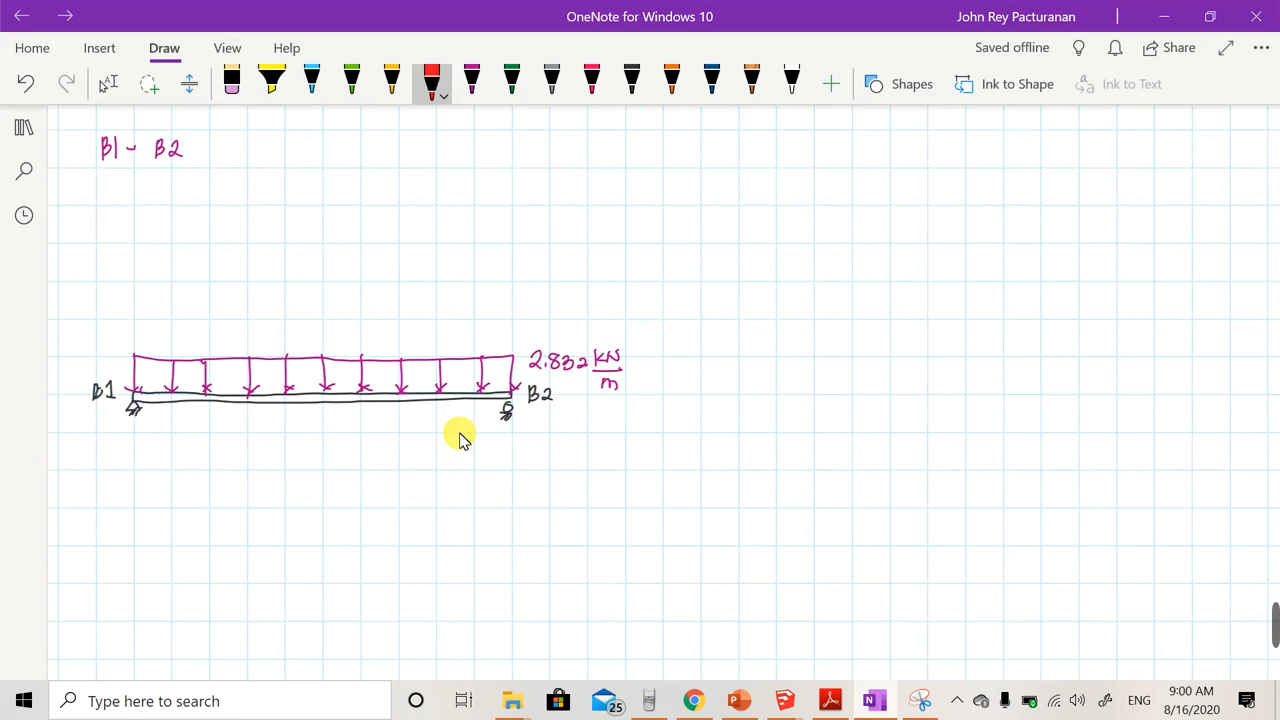 OneNote for Windows 10
John Rey Pacturanan
Home Insert Draw View Help
Saved offline
Share
Shapes
Ink to Shape
Ink to Text
B1 - B2
2.832 kN
m
B1
B2
Type here to search
25
ENG
9:00 AM
8/16/2020